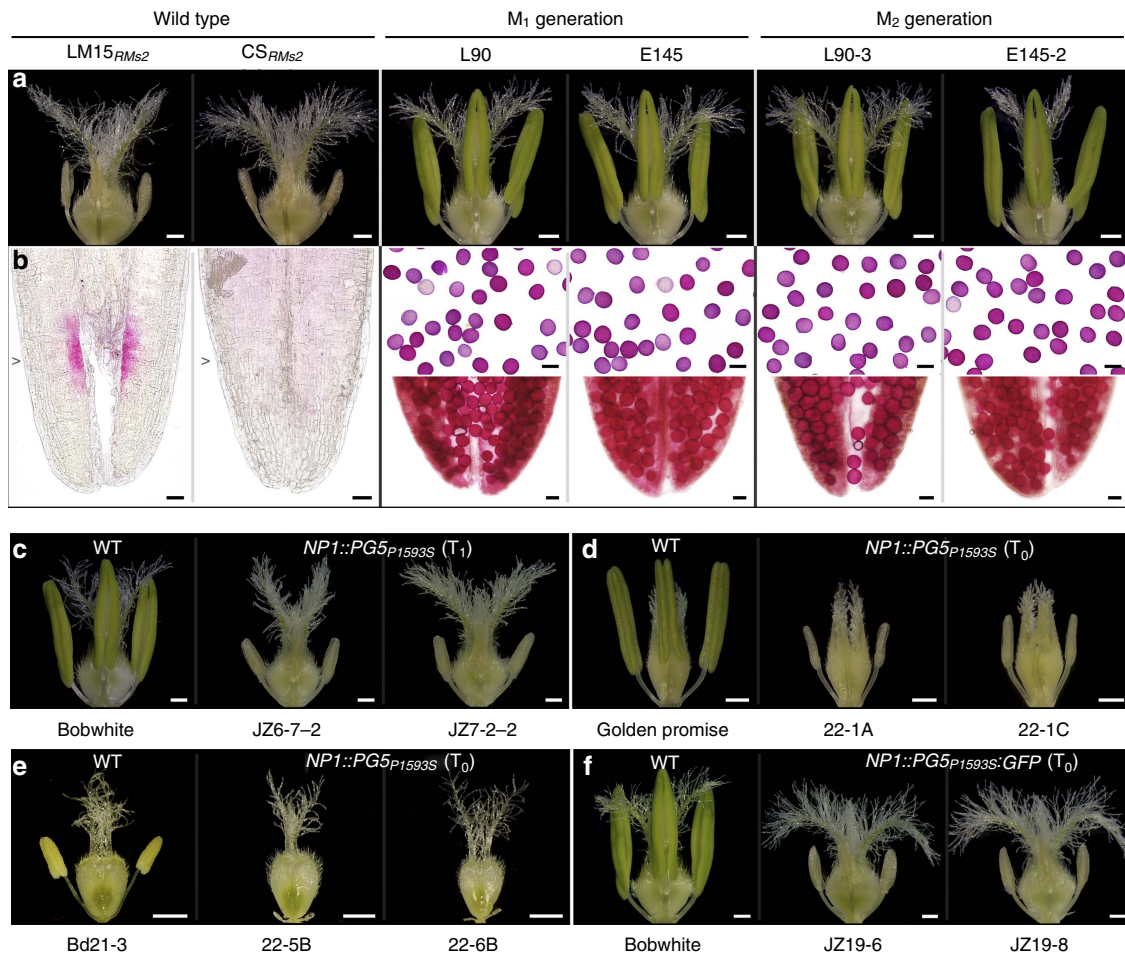 Wild type M1 generation M2 generation
LM15RMs2 CSRMs2 L90 E145 L90-3 E145-2
a
b
> >
c WT NP1::PG5P1593S (T1) d WT NP1::PG5P1593S (T0)
Bobwhite JZ6-7–2 JZ7-2–2 Golden promise 22-1A 22-1C
e WT NP1::PG5P1593S (T0) f WT NP1::PG5P1593S:GFP (T0)
Bd21-3 22-5B 22-6B Bobwhite JZ19-6 JZ19-8